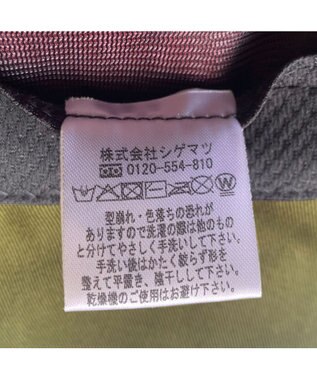 株式会社シゲマツ
0120-554-810
型崩れ・色落ちの恐れが
ありますので洗濯の際は他のもの
と分けてやさしく手洗いして下さい。
手洗い後はかたく絞らず形を
整えて平置き、陰干しして下さい。
乾燥機のご使用はお避け下さい。